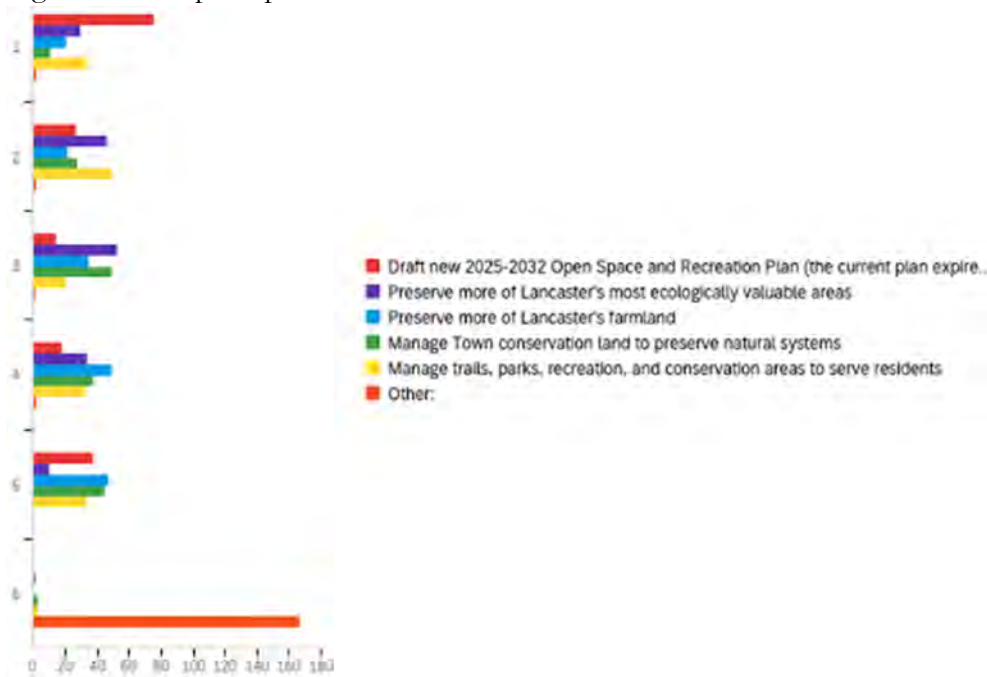 1
2
3
4
5
6
0 20 40 60 80 100 120 140 160 180
Draft new 2025-2032 Open Space and Recreation Plan (the current plan expire...
Preserve more of Lancaster's most ecologically valuable areas
Preserve more of Lancaster's farmland
Manage Town conservation land to preserve natural systems
Manage trails, parks, recreation, and conservation areas to serve residents
Other: